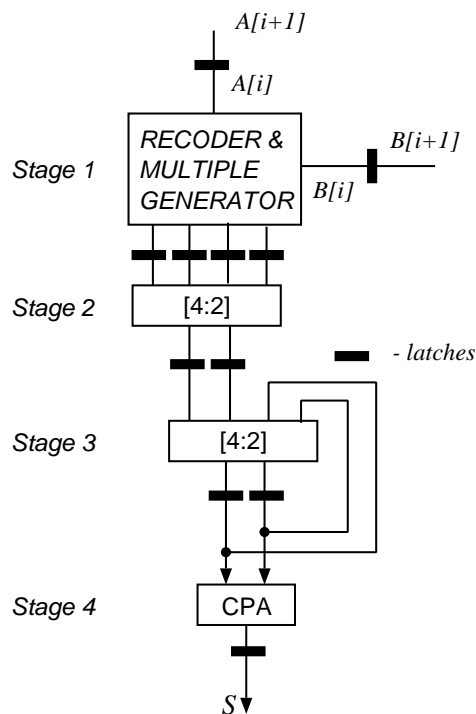 A[i+1]
A[i]
RECODER &
MULTIPLE
GENERATOR
Stage 1
B[i+1]
B[i]
Stage 2
[4:2]
- latches
Stage 3
[4:2]
Stage 4
CPA
S